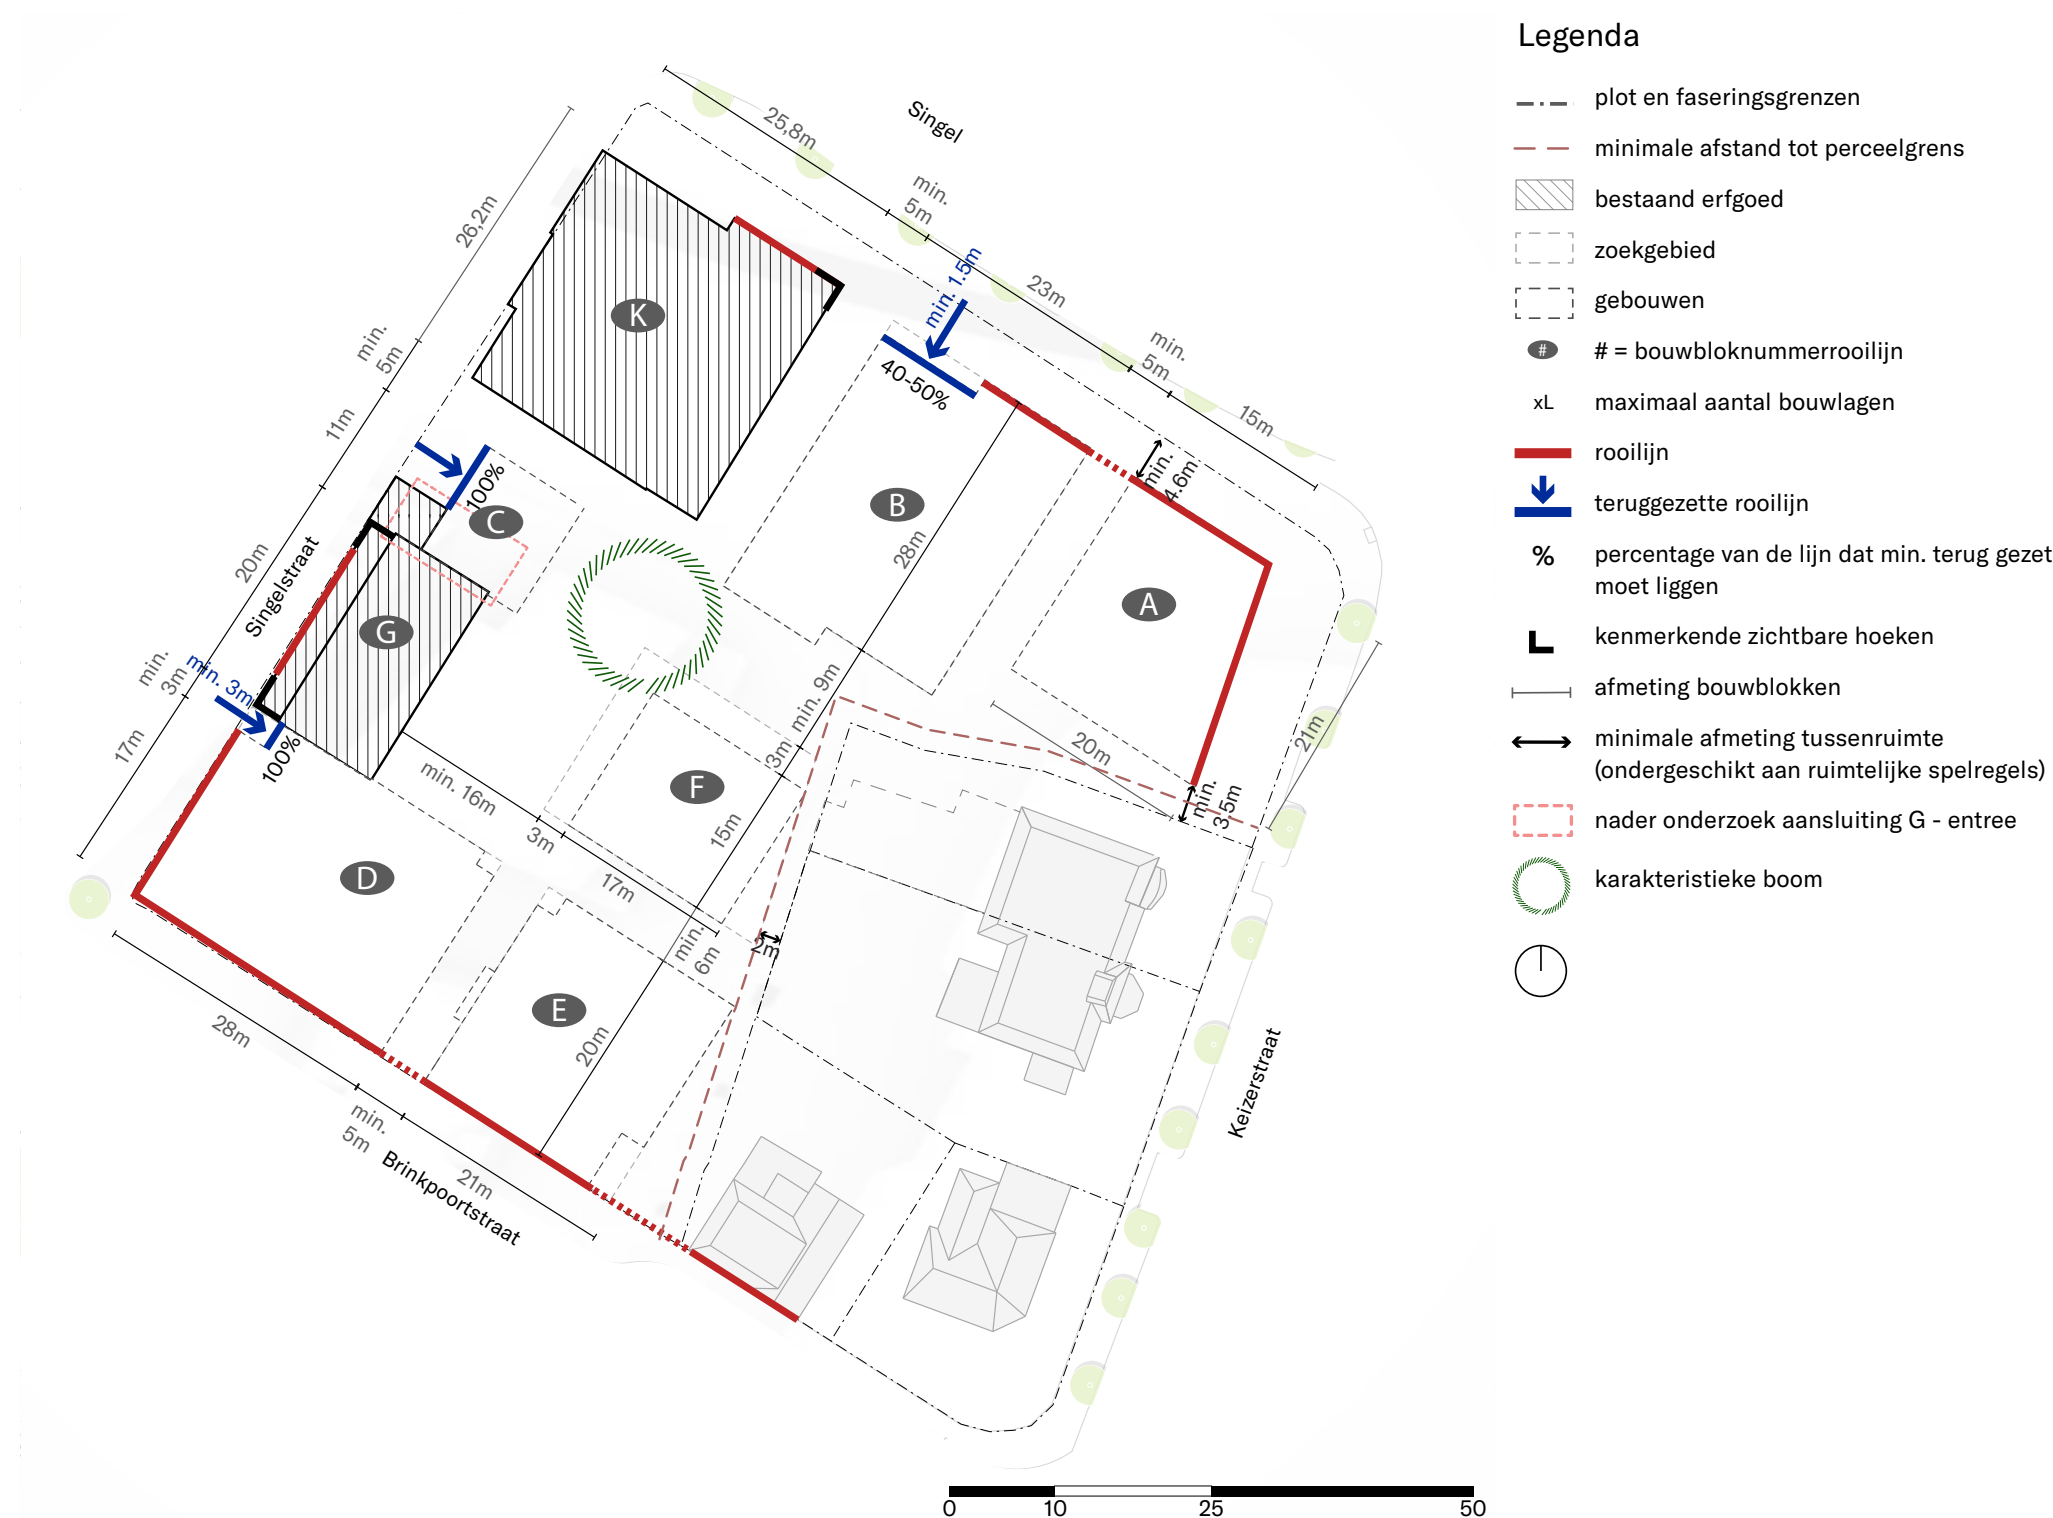 Singel
25,8m
min.
5m
23m
min.
5m
15m
26,2m
min.
5m
11m
20m
Singelstraat
min.
3m
17m
min. 1.5m
40-50%
min.
4.6m
K
B
28m
A
100%
C
G
min. 3m
100%
min. 9m
3m
20m
21m
min.
3.5m
min. 16m
F
3m
15m
17m
D
min.
6m
2m
E
20m
28m
min.
5m
21m
Brinkpoortstraat
Keizerstraat
0 10 25 50
Legenda
plot en faseringsgrenzen
minimale afstand tot perceelgrens
bestaand erfgoed
zoekgebied
gebouwen
# # = bouwbloknummerrooilijn
xL maximaal aantal bouwlagen
rooilijn
teruggezette rooilijn
% percentage van de lijn dat min. terug gezet
moet liggen
kenmerkende zichtbare hoeken
afmeting bouwblokken
minimale afmeting tussenruimte
(ondergeschikt aan ruimtelijke spelregels)
nader onderzoek aansluiting G - entree
karakteristieke boom